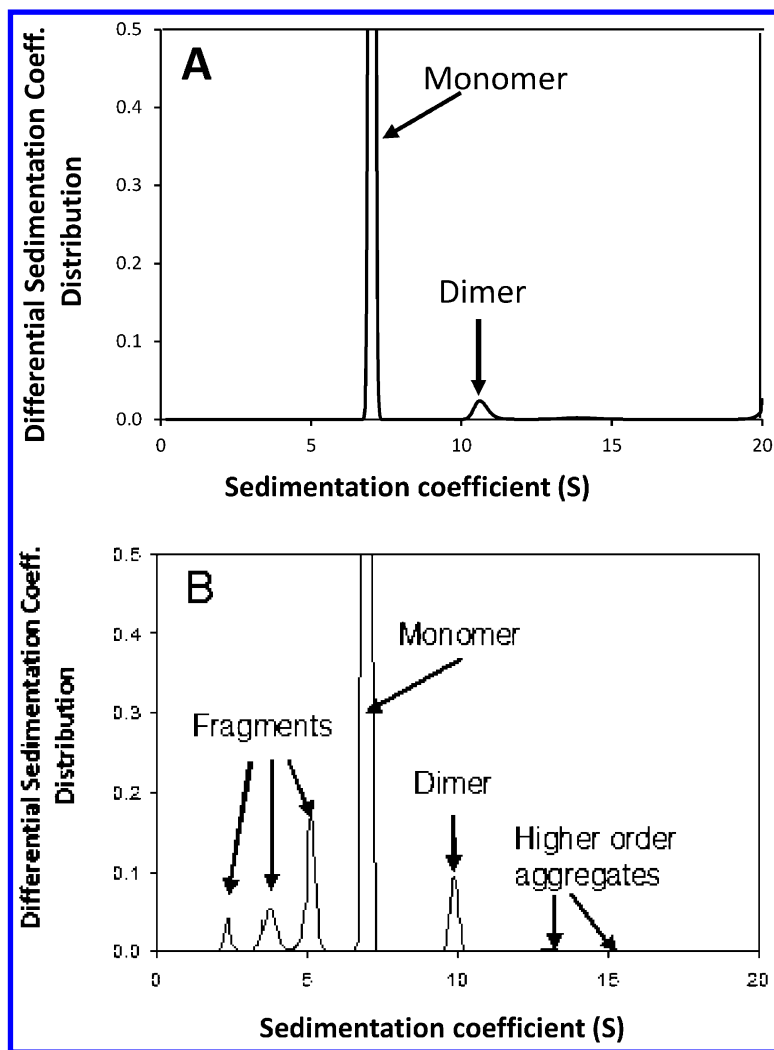 A
Differential Sedimentation Coeff.
Distribution
0.5
0.4
0.3
0.2
0.1
0.0
Monomer
Dimer
0
5
10
15
20
Sedimentation coefficient (S)
B
Differential Sedimentation Coeff.
Distribution
0.5
0.4
0.3
0.2
0.1
0.0
Monomer
Fragments
Dimer
Higher order
aggregates
0
5
10
15
20
Sedimentation coefficient (S)